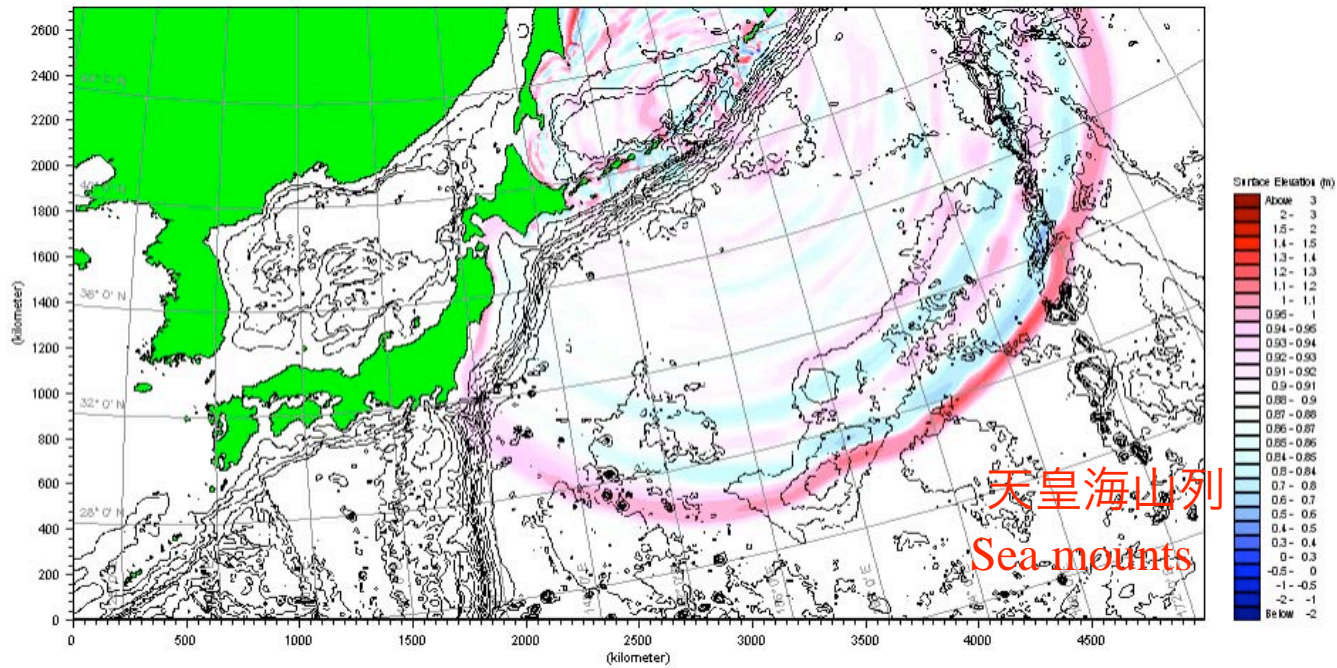 2600
2400
2200
2000
1800
1600
1400
1200
1000
800
600
400
200
0
(kilometer)
38° 0' N
32° 0' N
28° 0' N
0
500
1000
1500
2000
2500
3000
3500
4000
4500
(kilometer)
天皇海山列
Sea mounts
Surface Elevation (m)
Above 3
2 - 3
1.5 - 2
1.4 - 1.5
1.3 - 1.4
1.2 - 1.3
1.1 - 1.2
1 - 1.1
0.95 - 1
0.94 - 0.95
0.93 - 0.94
0.92 - 0.93
0.91 - 0.92
0.9 - 0.91
0.88 - 0.9
0.87 - 0.88
0.86 - 0.87
0.85 - 0.86
0.84 - 0.85
0.8 - 0.84
0.7 - 0.8
0.6 - 0.7
0.5 - 0.6
0.4 - 0.5
0.3 - 0.4
0 - 0.3
-0.5 - 0
-1 - -0.5
-2 - -1
Below -2